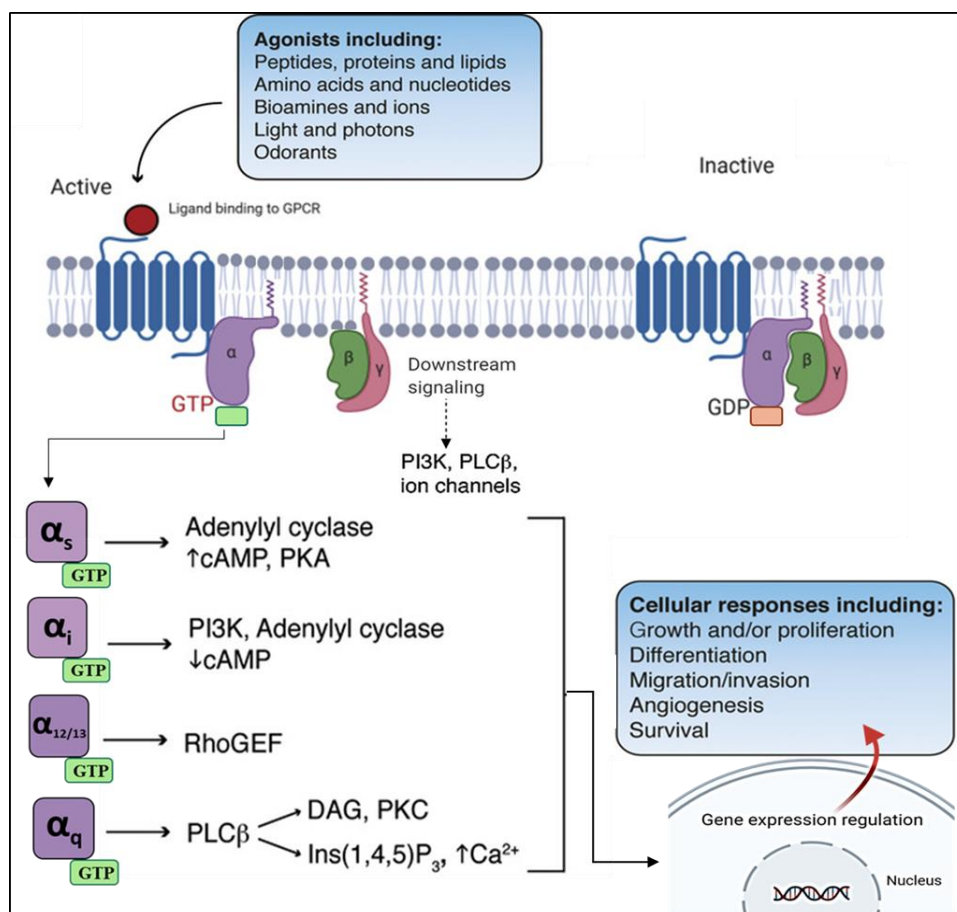 Agonists including:
Peptides, proteins and lipids
Amino acids and nucleotides
Bioamines and ions
Light and photons
Odorants
Active
Inactive
Ligand binding to GPCR
α
β
γ
GTP
Downstream
signaling
PI3K, PLCβ,
ion channels
α
β
γ
GDP
αs
GTP
Adenylyl cyclase
↑cAMP, PKA
αi
GTP
PI3K, Adenylyl cyclase
↓cAMP
α12/13
GTP
RhoGEF
αq
GTP
PLCβ
DAG, PKC
Ins(1,4,5)P3, ↑Ca2+
Cellular responses including:
Growth and/or proliferation
Differentiation
Migration/invasion
Angiogenesis
Survival
Gene expression regulation
Nucleus